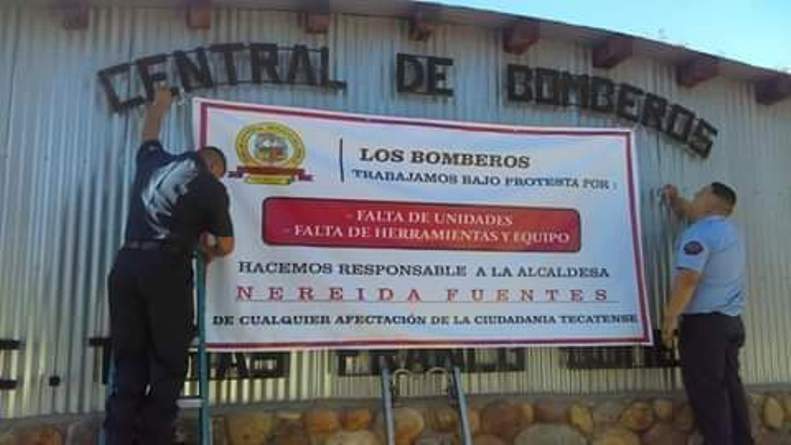 CENTRAL DE BOMBEROS
LOS BOMBEROS
TRABAJAMOS BAJO PROTESTA POR :
- FALTA DE UNIDADES
- FALTA DE HERRAMIENTAS Y EQUIPO
HACEMOS RESPONSABLE A LA ALCALDESA
NEREIDA FUENTES
DE CUALQUIER AFECTACIÓN DE LA CIUDADANIA TECATENSE
FRANCO